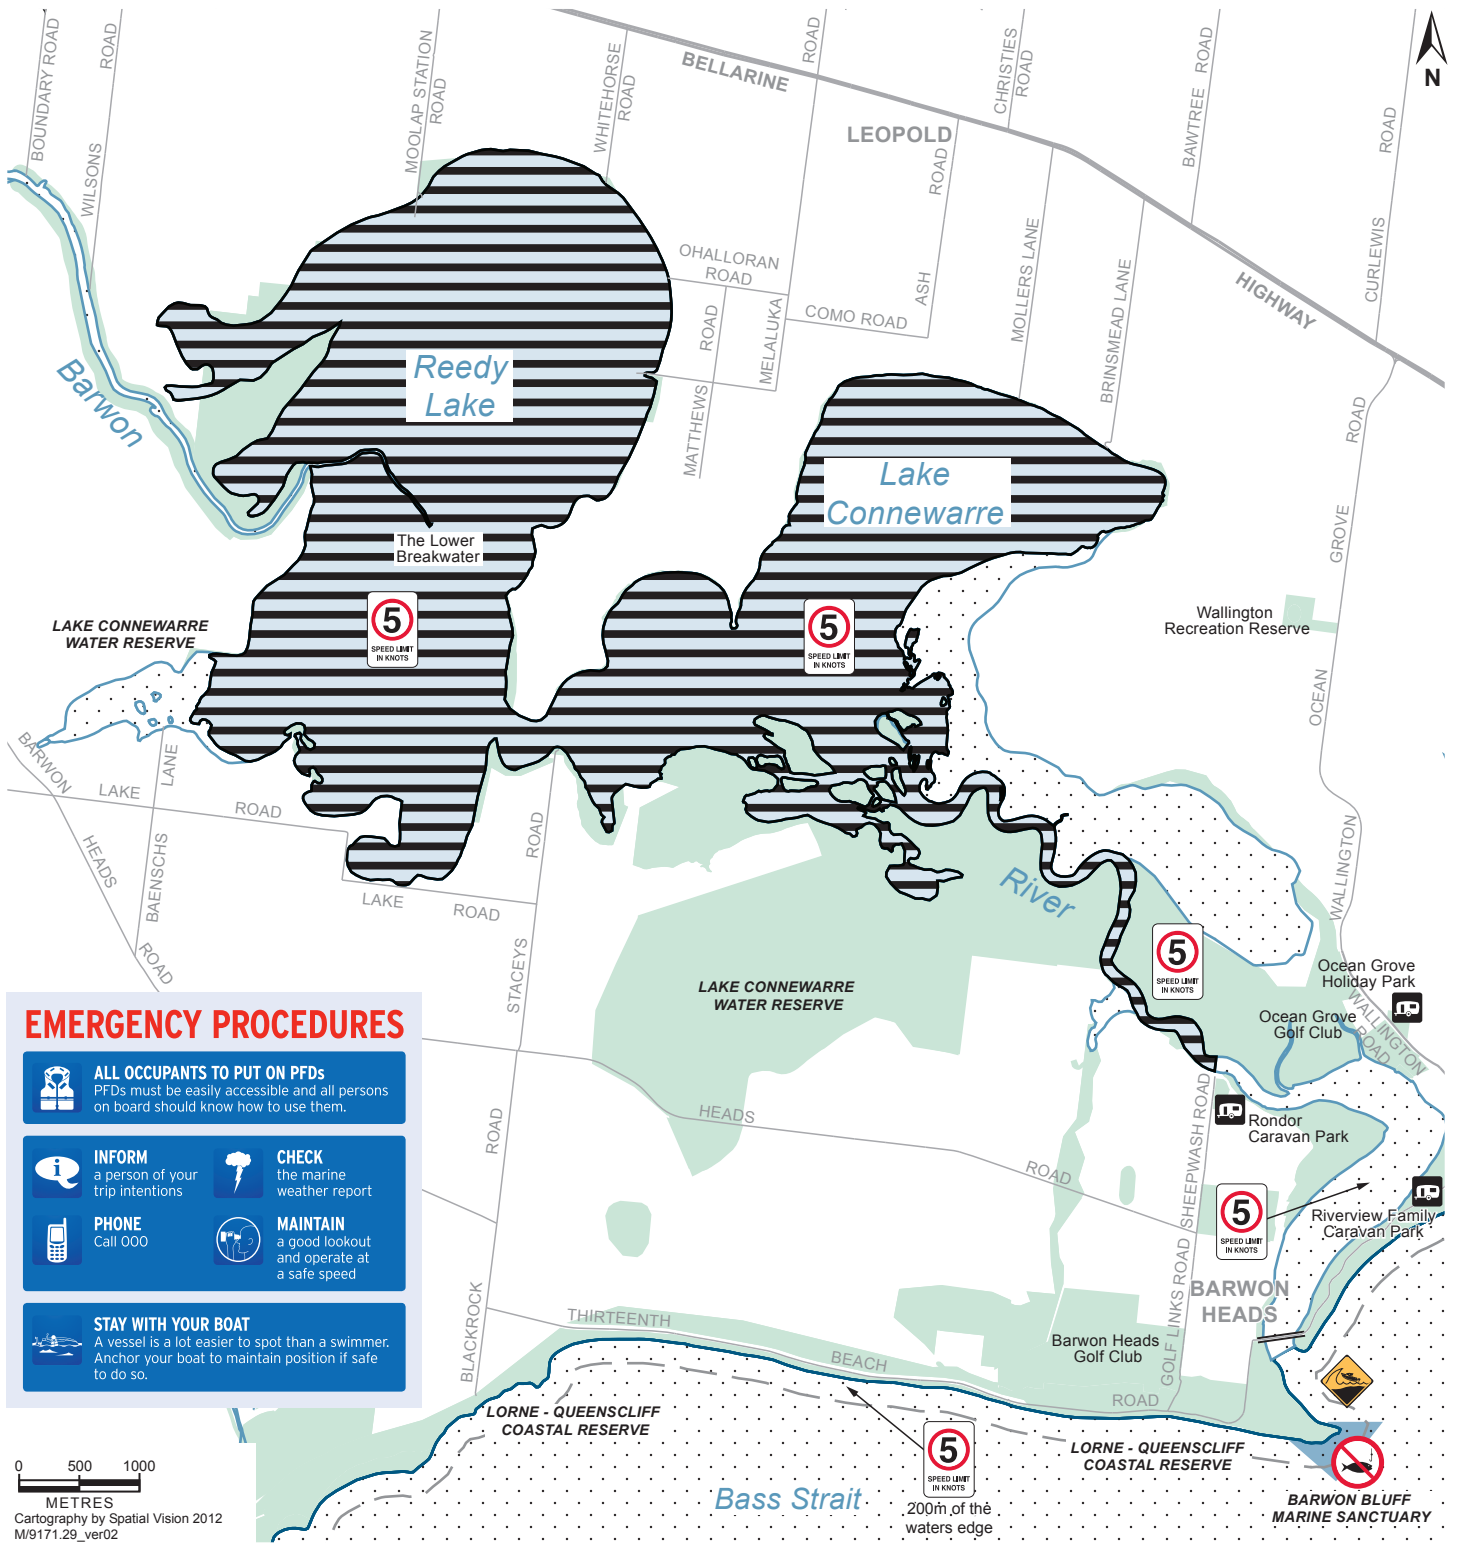 BOUNDARY ROAD
WILSONS
ROAD
MOOLAP STATION
ROAD
WHITEHORSE
ROAD
BELLARINE
ROAD
CHRISTIES
ROAD
BAWTREE ROAD
ROAD
CURLEWIS
N
LEOPOLD
ROAD
ASH
MOLLERS LANE
BRINSMEAD LANE
HIGHWAY
OHALLORAN
ROAD
COMO ROAD
MELALUKA
ROAD
MATTHEWS
Barwon
Reedy
Lake
Lake
Connewarre
ROAD
GROVE
OCEAN
WALLINGTON
The Lower
Breakwater
5
SPEED LIMIT
IN KNOTS
5
SPEED LIMIT
IN KNOTS
Wallington
Recreation Reserve
LAKE CONNEWARRE
WATER RESERVE
BARWON
HEADS
ROAD
LAKE
ROAD
LANE
BAENSCHS
LAKE
ROAD
ROAD
STACEYS
ROAD
BLACKROCK
River
5
SPEED LIMIT
IN KNOTS
LAKE CONNEWARRE
WATER RESERVE
Ocean Grove
Holiday Park
WALLINGTON
ROAD
Ocean Grove
Golf Club
HEADS
ROAD
SHEEPWASH ROAD
GOLF LINKS ROAD
Rondor
Caravan Park
5
SPEED LIMIT
IN KNOTS
Riverview Family
Caravan Park
BARWON
HEADS
Barwon Heads
Golf Club
THIRTEENTH
BEACH
ROAD
LORNE - QUEENSCLIFF
COASTAL RESERVE
5
SPEED LIMIT
IN KNOTS
200m of the
waters edge
LORNE - QUEENSCLIFF
COASTAL RESERVE
Bass Strait
BARWON BLUFF
MARINE SANCTUARY
EMERGENCY PROCEDURES
ALL OCCUPANTS TO PUT ON PFDs
PFDs must be easily accessible and all persons
on board should know how to use them.
INFORM
a person of your
trip intentions
CHECK
the marine
weather report
PHONE
Call 000
MAINTAIN
a good lookout
and operate at
a safe speed
STAY WITH YOUR BOAT
A vessel is a lot easier to spot than a swimmer.
Anchor your boat to maintain position if safe
to do so.
0 500 1000
METRES
Cartography by Spatial Vision 2012
M/9171.29_ver02